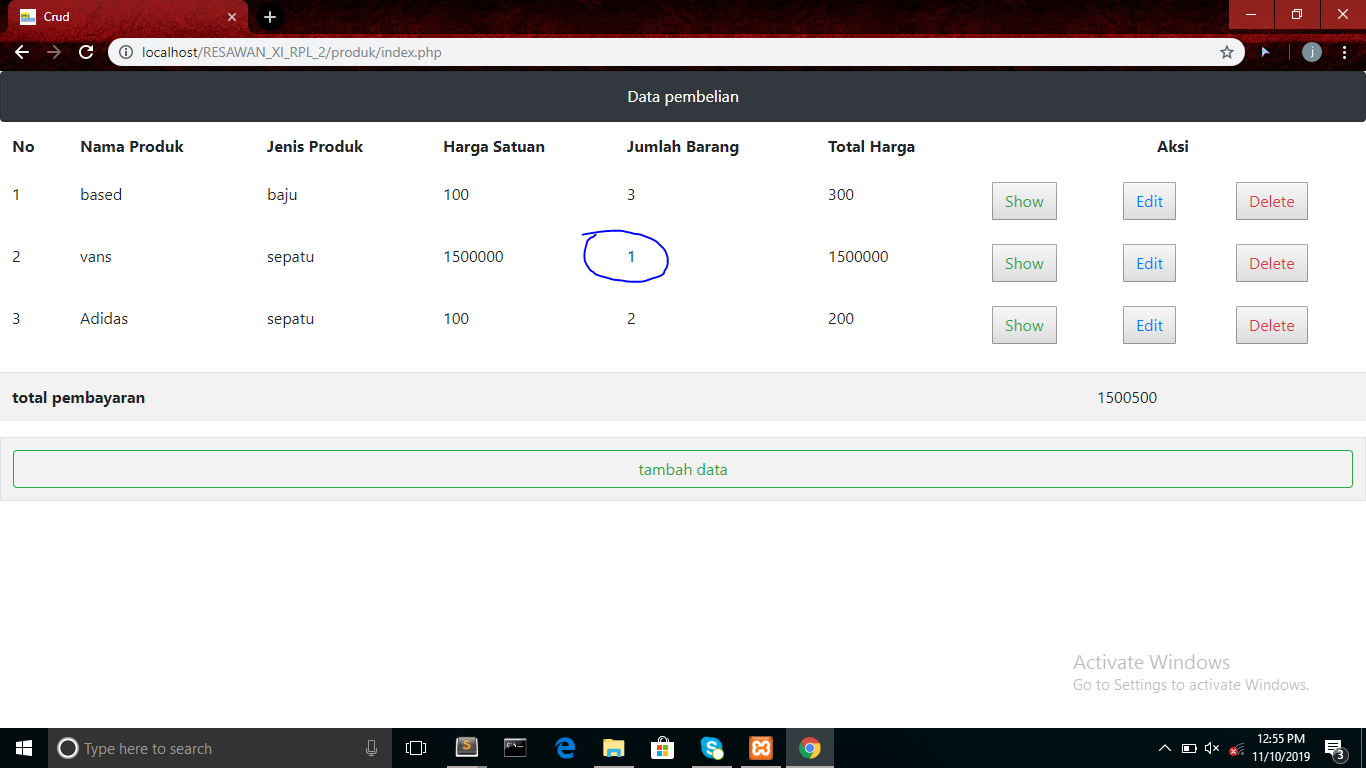 Crud
localhost/RESAWAN_XI_RPL_2/produk/index.php
j
Data pembelian
No Nama Produk Jenis Produk Harga Satuan Jumlah Barang Total Harga Aksi
1 based baju 100 3 300 Show Edit Delete
2 vans sepatu 1500000 1 1500000 Show Edit Delete
3 Adidas sepatu 100 2 200 Show Edit Delete
total pembayaran 1500500
tambah data
Activate Windows
Go to Settings to activate Windows.
Type here to search
12:55 PM
11/10/2019
3